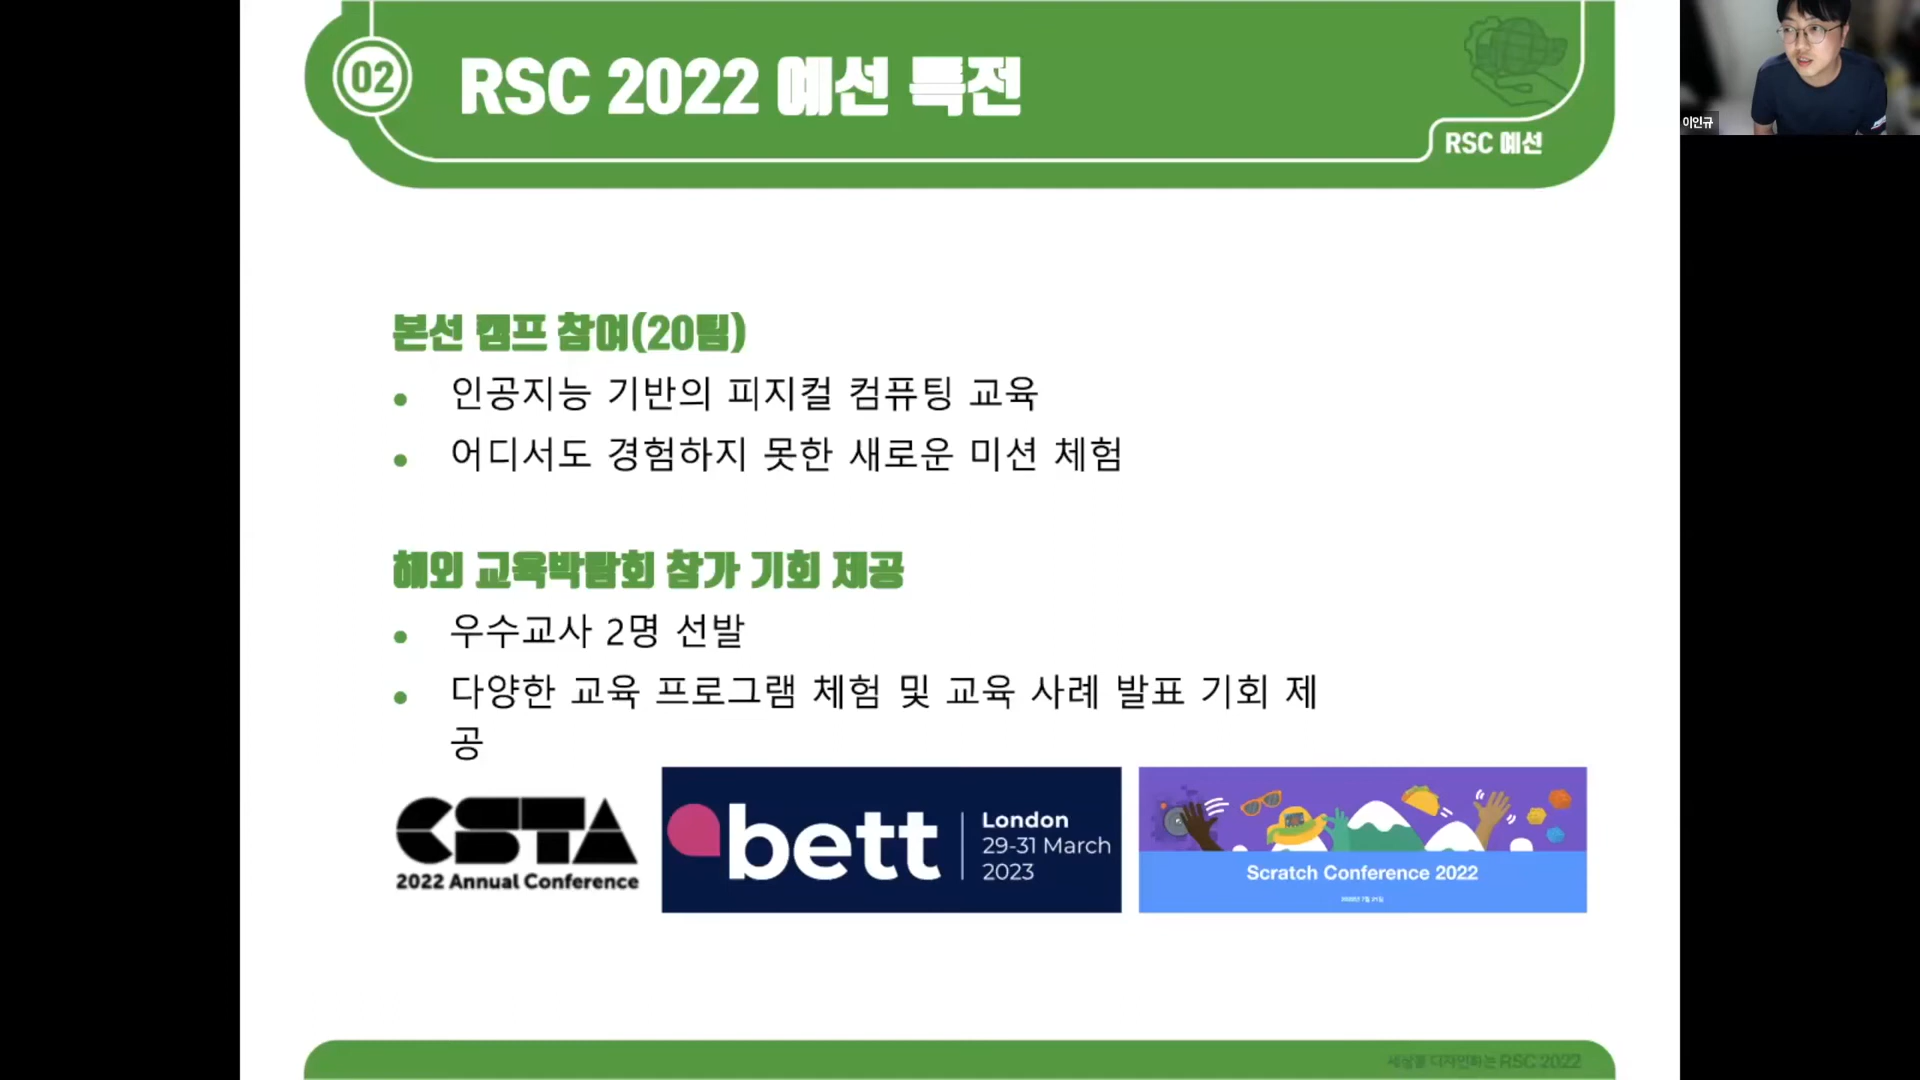 02
RSC 2022 예선 특전
이인규
RSC 예선
본선 캠프 참여(20팀)
인공지능 기반의 피지컬 컴퓨팅 교육
어디서도 경험하지 못한 새로운 미션 체험
해외 교육박람회 참가 기회 제공
우수교사 2명 선발
다양한 교육 프로그램 체험 및 교육 사례 발표 기회 제
공
CSTA
2022 Annual Conference
bett
London
29-31 March
2023
Scratch Conference 2022
세상을 디자인하는 RSC 2022